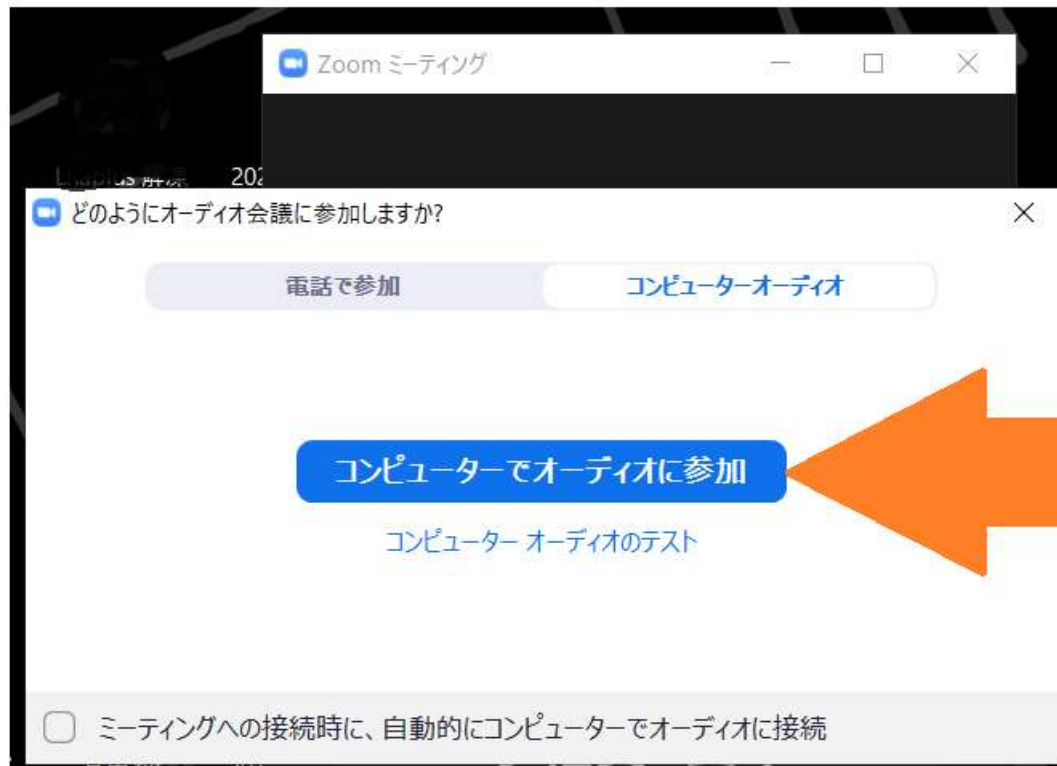 Zoom ミーティング
解凍 202
どのようにオーディオ会議に参加しますか?
電話で参加 コンピューターオーディオ
コンピューターでオーディオに参加
コンピューター オーディオのテスト
ミーティングへの接続時に、自動的にコンピューターでオーディオに接続